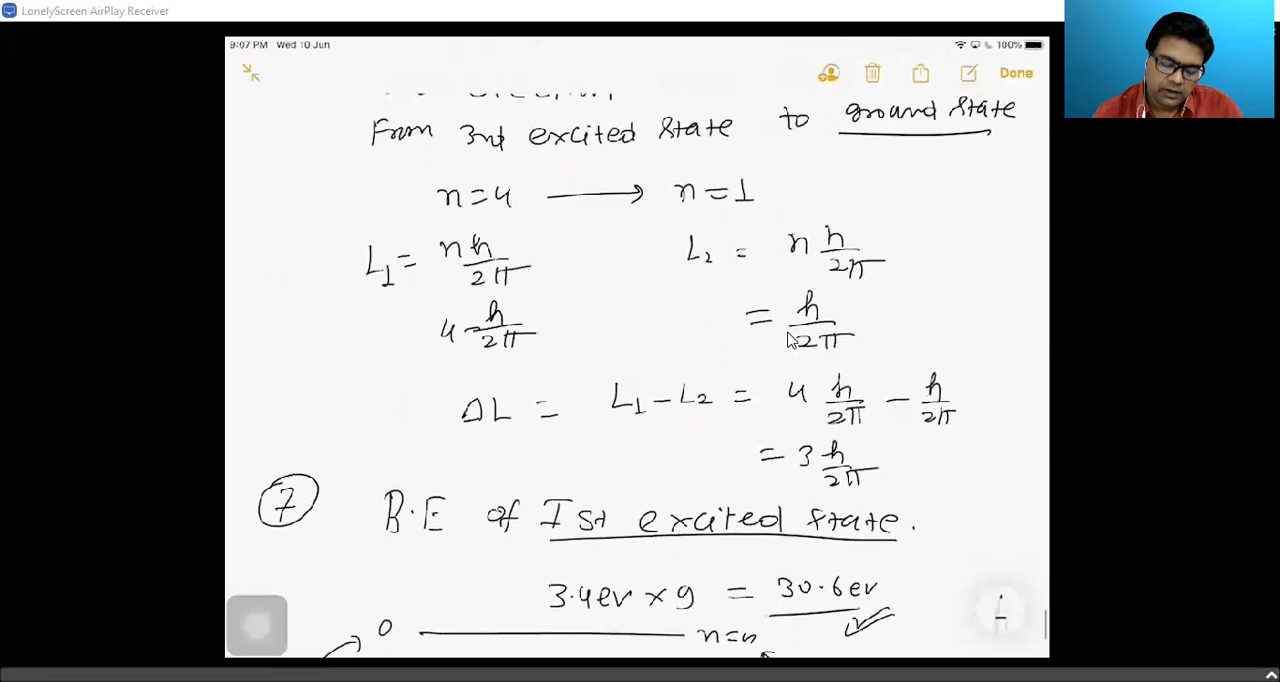 LonelyScreen AirPlay Receiver
9:07 PM Wed 10 Jun
100%
Done
From 3rd excited state to ground state
n=4 → n=1
L₁ = nh/2π L₂ = n h/2π
4 h/2π = h/2π
ΔL = L₁ - L₂ = 4 h/2π - h/2π
= 3 h/2π
7 B.E of Ist excited state.
3.4ev × 9 = 30.6ev
0 n=∞